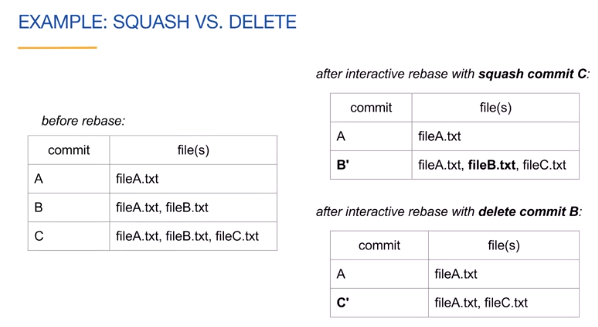 EXAMPLE: SQUASH VS. DELETE
before rebase:
commit file(s)
A fileA.txt
B fileA.txt, fileB.txt
C fileA.txt, fileB.txt, fileC.txt
after interactive rebase with squash commit C:
commit file(s)
A fileA.txt
B' fileA.txt, fileB.txt, fileC.txt
after interactive rebase with delete commit B:
commit file(s)
A fileA.txt
C' fileA.txt, fileC.txt